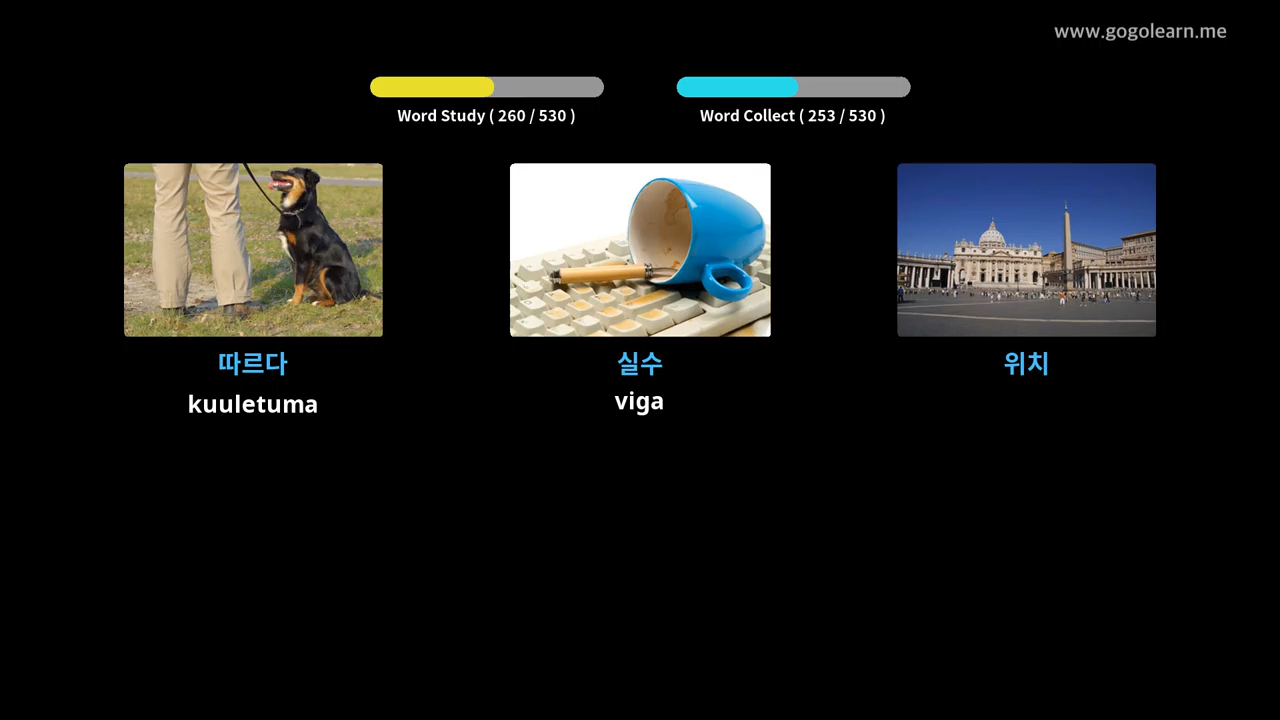 www.gogolearn.me
Word Study ( 260 / 530 )
Word Collect ( 253 / 530 )
따르다
실수
위치
kuuletuma
viga